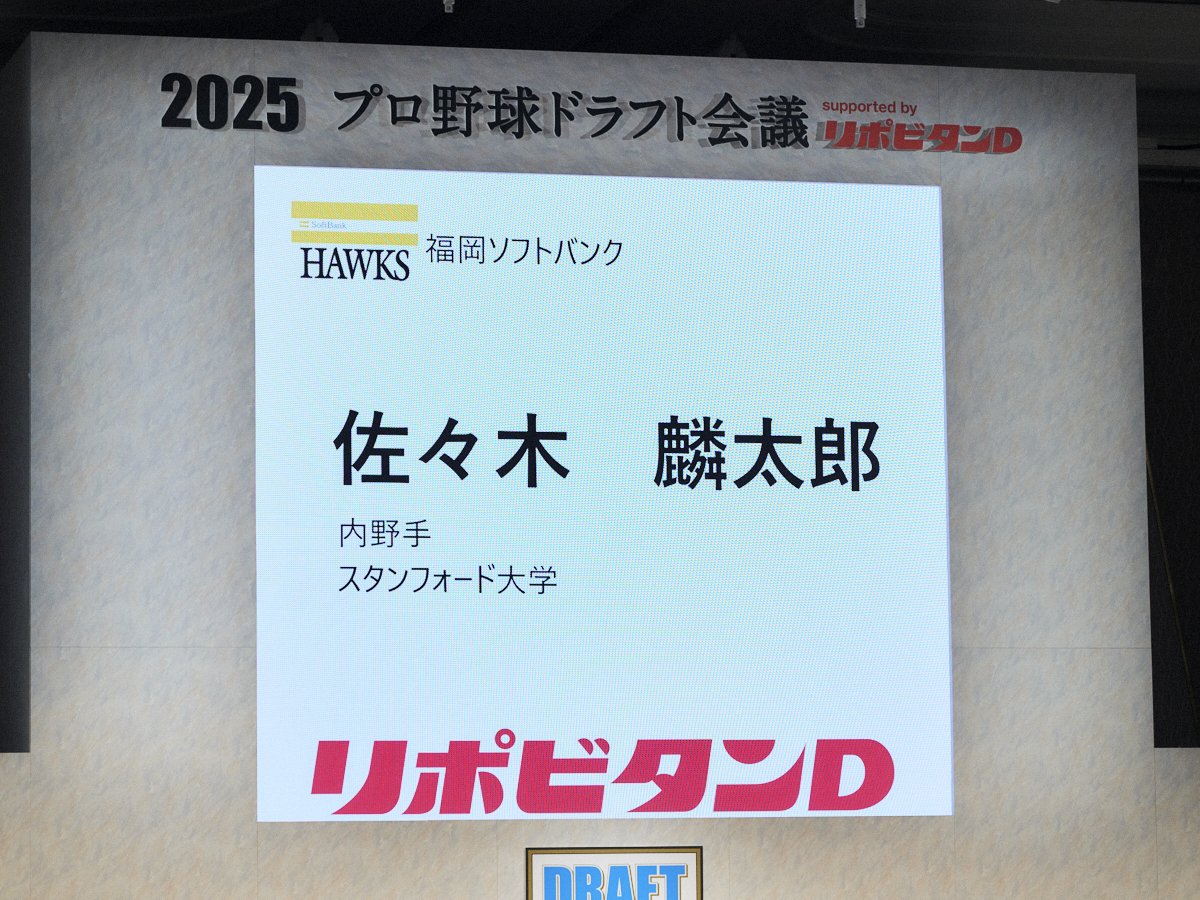 2025 プロ野球ドラフト会議 supported by リポビタンD
SoftBank
HAWKS 福岡ソフトバンク
佐々木 麟太郎
内野手
スタンフォード大学
リポビタンD
DRAFT